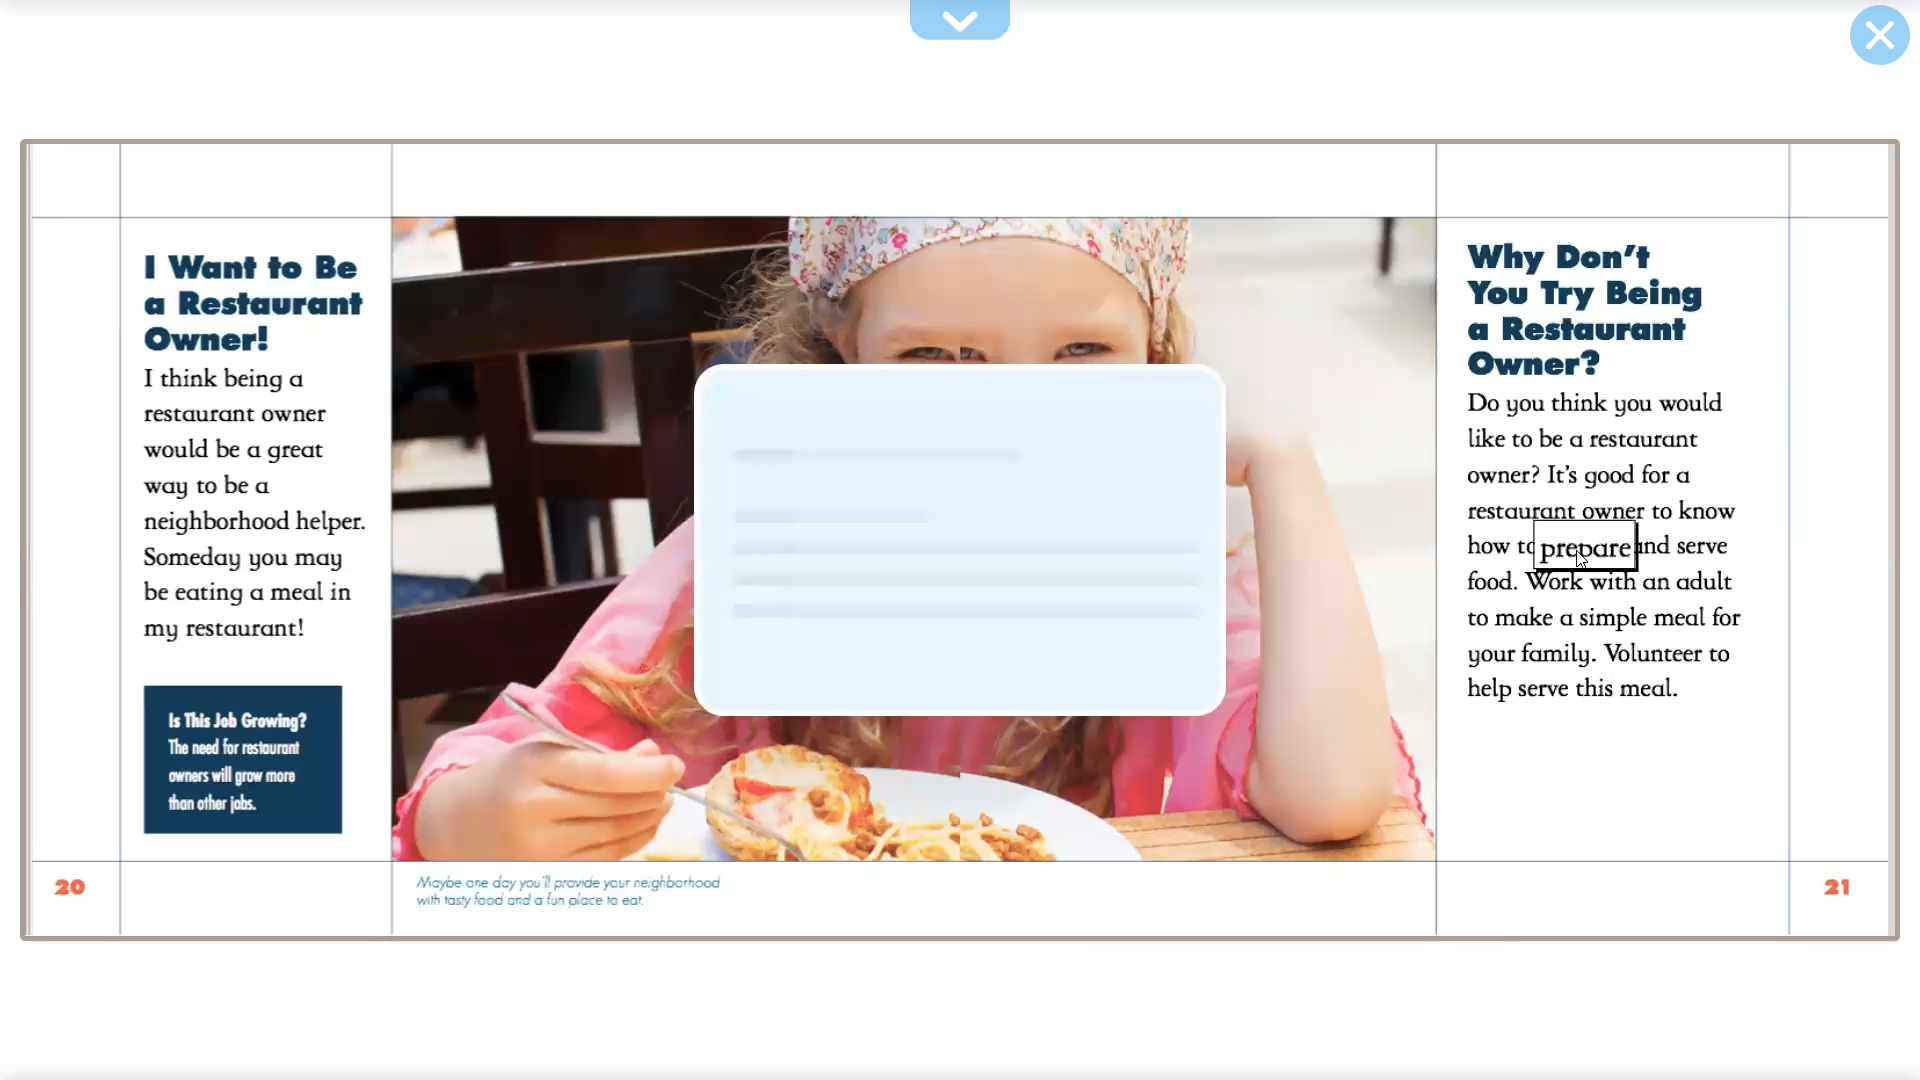 I Want to Be
a Restaurant
Owner!
I think being a
restaurant owner
would be a great
way to be a
neighborhood helper.
Someday you may
be eating a meal in
my restaurant!
Is This Job Growing?
The need for restaurant
owners will grow more
than other jobs.
20
Maybe one day you'll provide your neighborhood
with tasty food and a fun place to eat.
Why Don't
You Try Being
a Restaurant
Owner?
Do you think you would
like to be a restaurant
owner? It's good for a
restaurant owner to know
how to prepare and serve
food. Work with an adult
to make a simple meal for
your family. Volunteer to
help serve this meal.
21